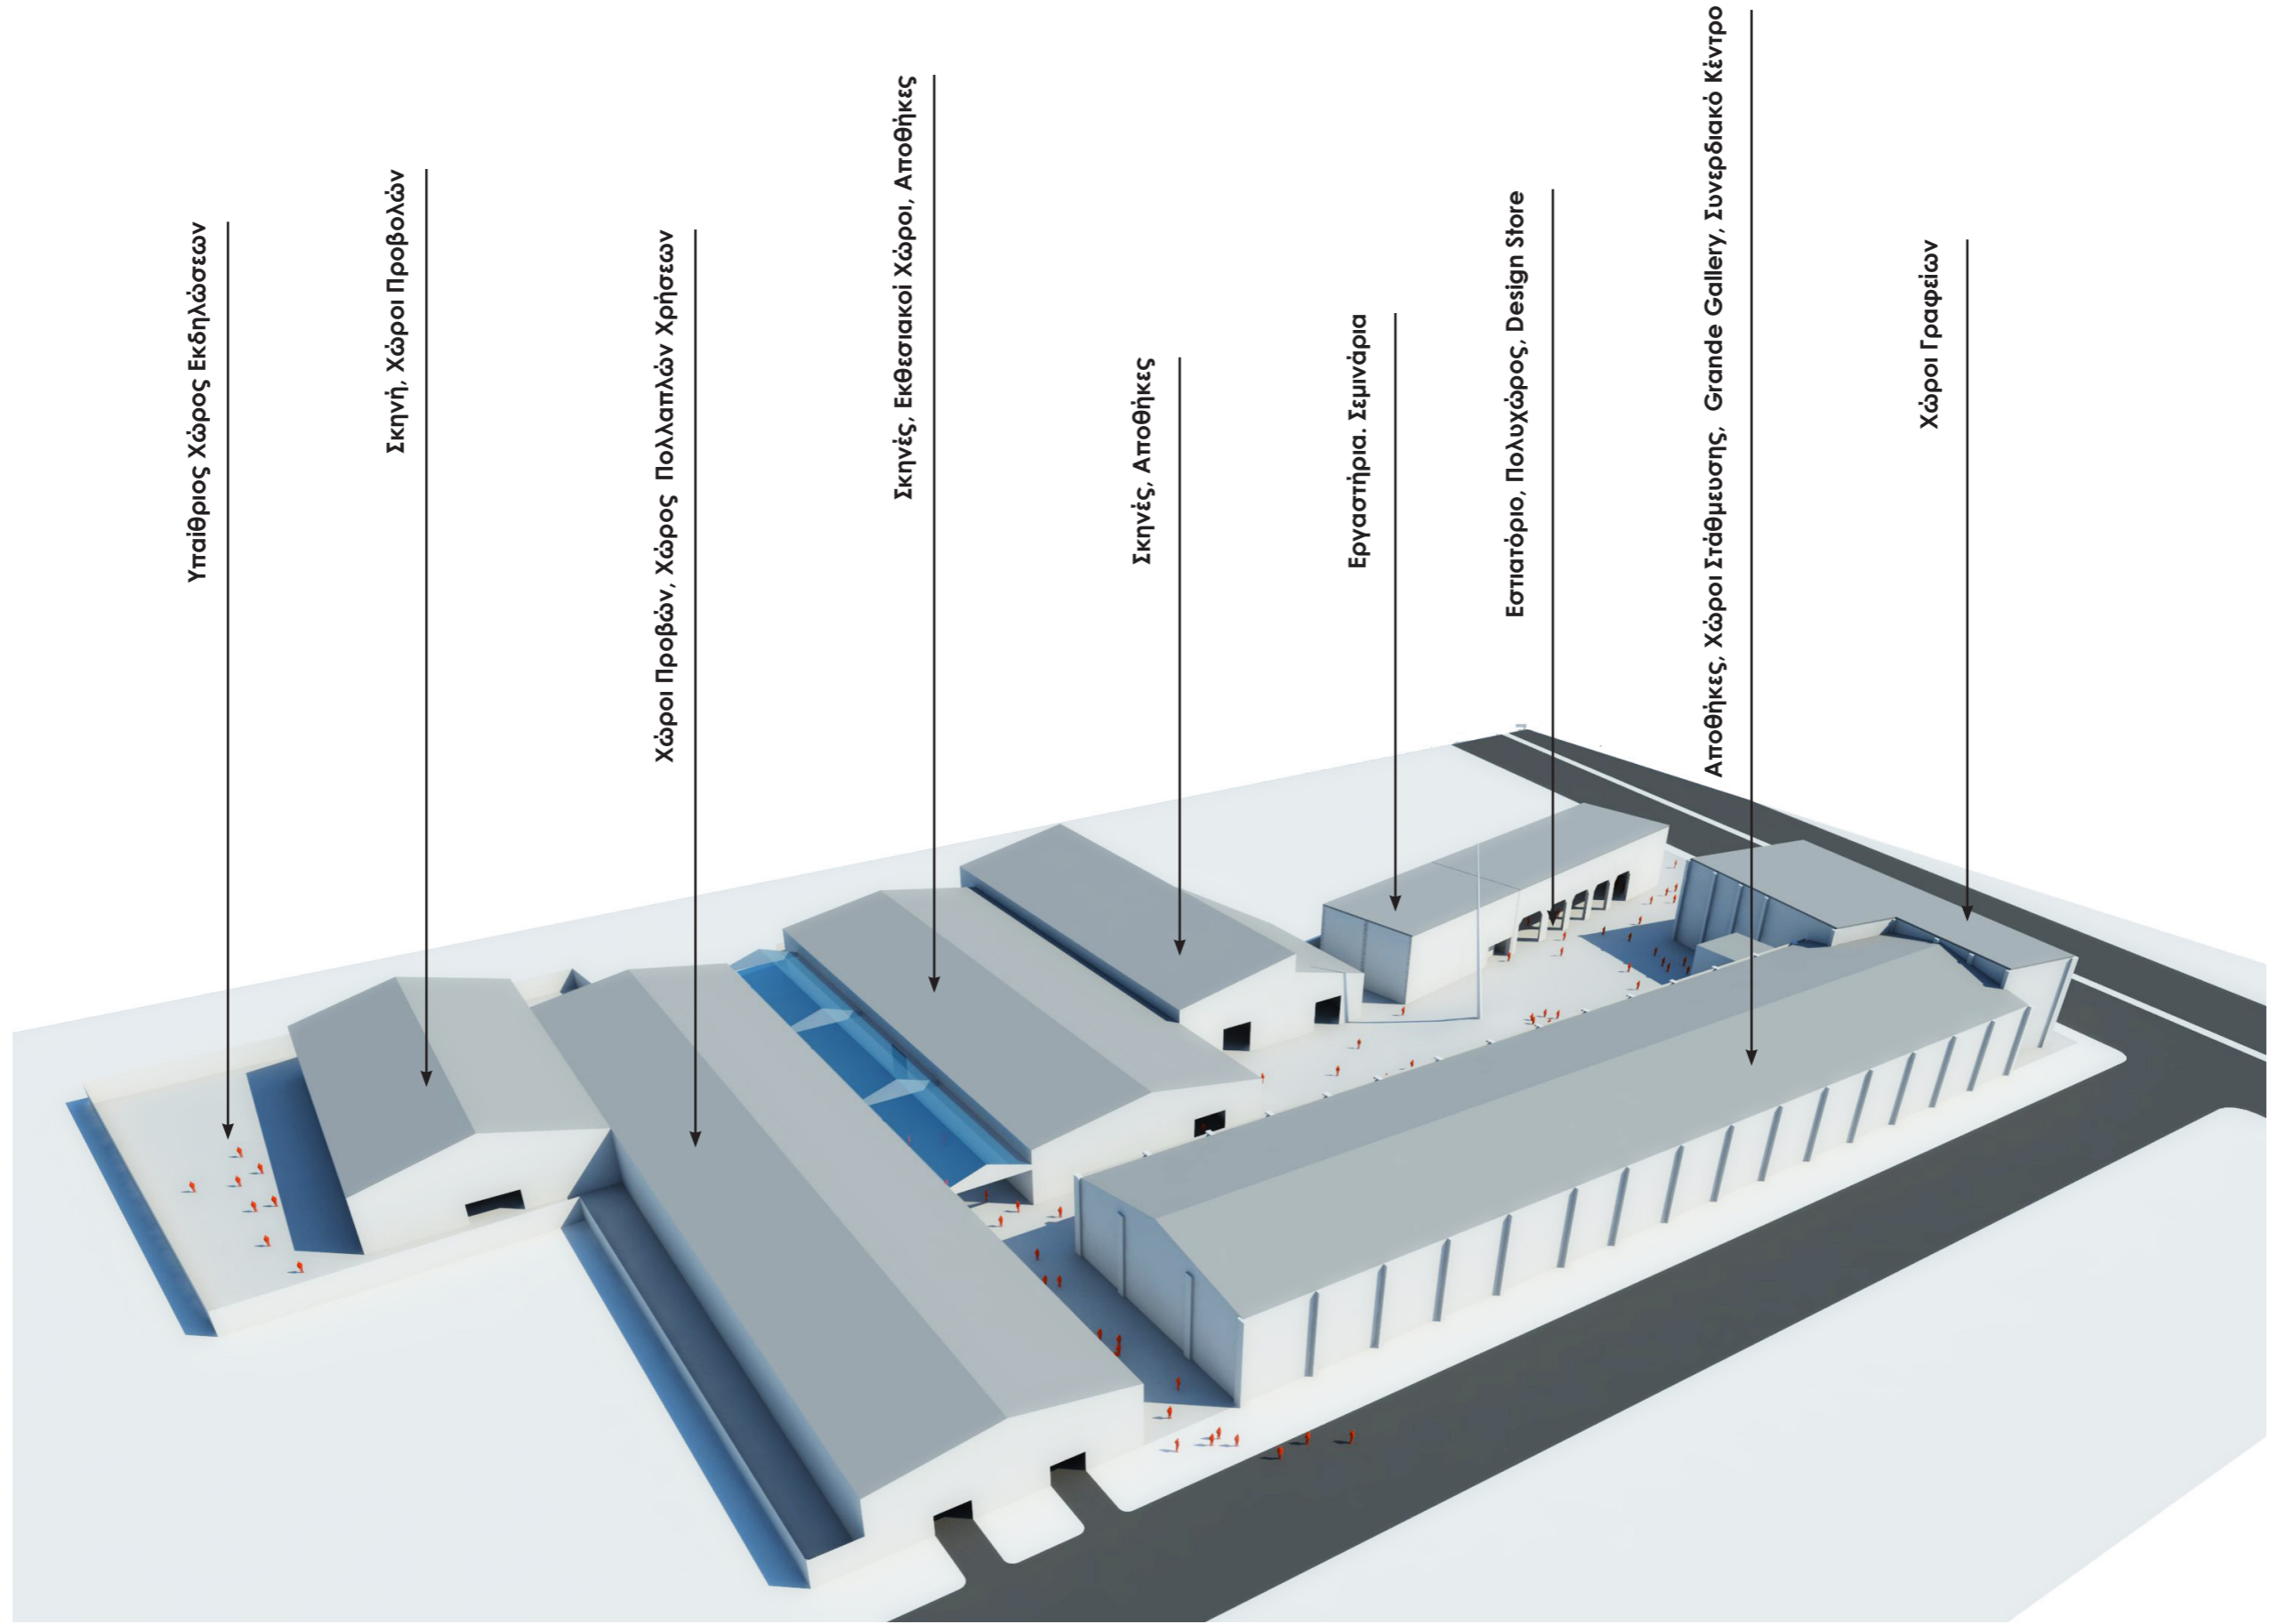 Υπαίθριος Χώρος Εκδηλώσεων
Σκηνή, Χώροι Προβολών
Χώροι Προβών, Χώρος Πολλαπλών Χρήσεων
Σκηνές, Εκθεσιακοί Χώροι, Αποθήκες
Σκηνές, Αποθήκες
Εργαστήρια. Σεμινάρια
Εστιατόριο, Πολυχώρος, Design Store
Αποθήκες, Χώροι Στάθμευσης, Grande Gallery, Συνερδιακό Κέντρο
Χώροι Γραφείων